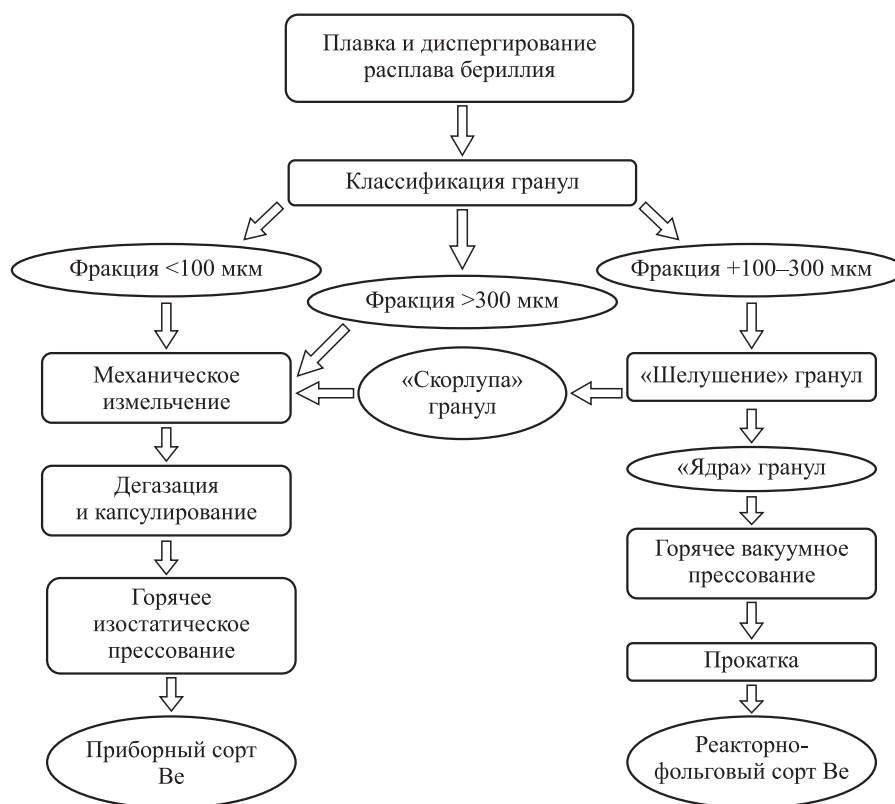 Плавка и диспергирование
расплава бериллия
Классификация гранул
Фракция <100 мкм
Фракция >300 мкм
Фракция +100–300 мкм
Механическое
измельчение
«Скорлупа»
гранул
«Шелушение» гранул
«Ядра» гранул
Дегазация
и капсулирование
Горячее вакуумное
прессование
Горячее
изостатическое
прессование
Прокатка
Приборный сорт
Be
Реакторно-
фольговый сорт Be